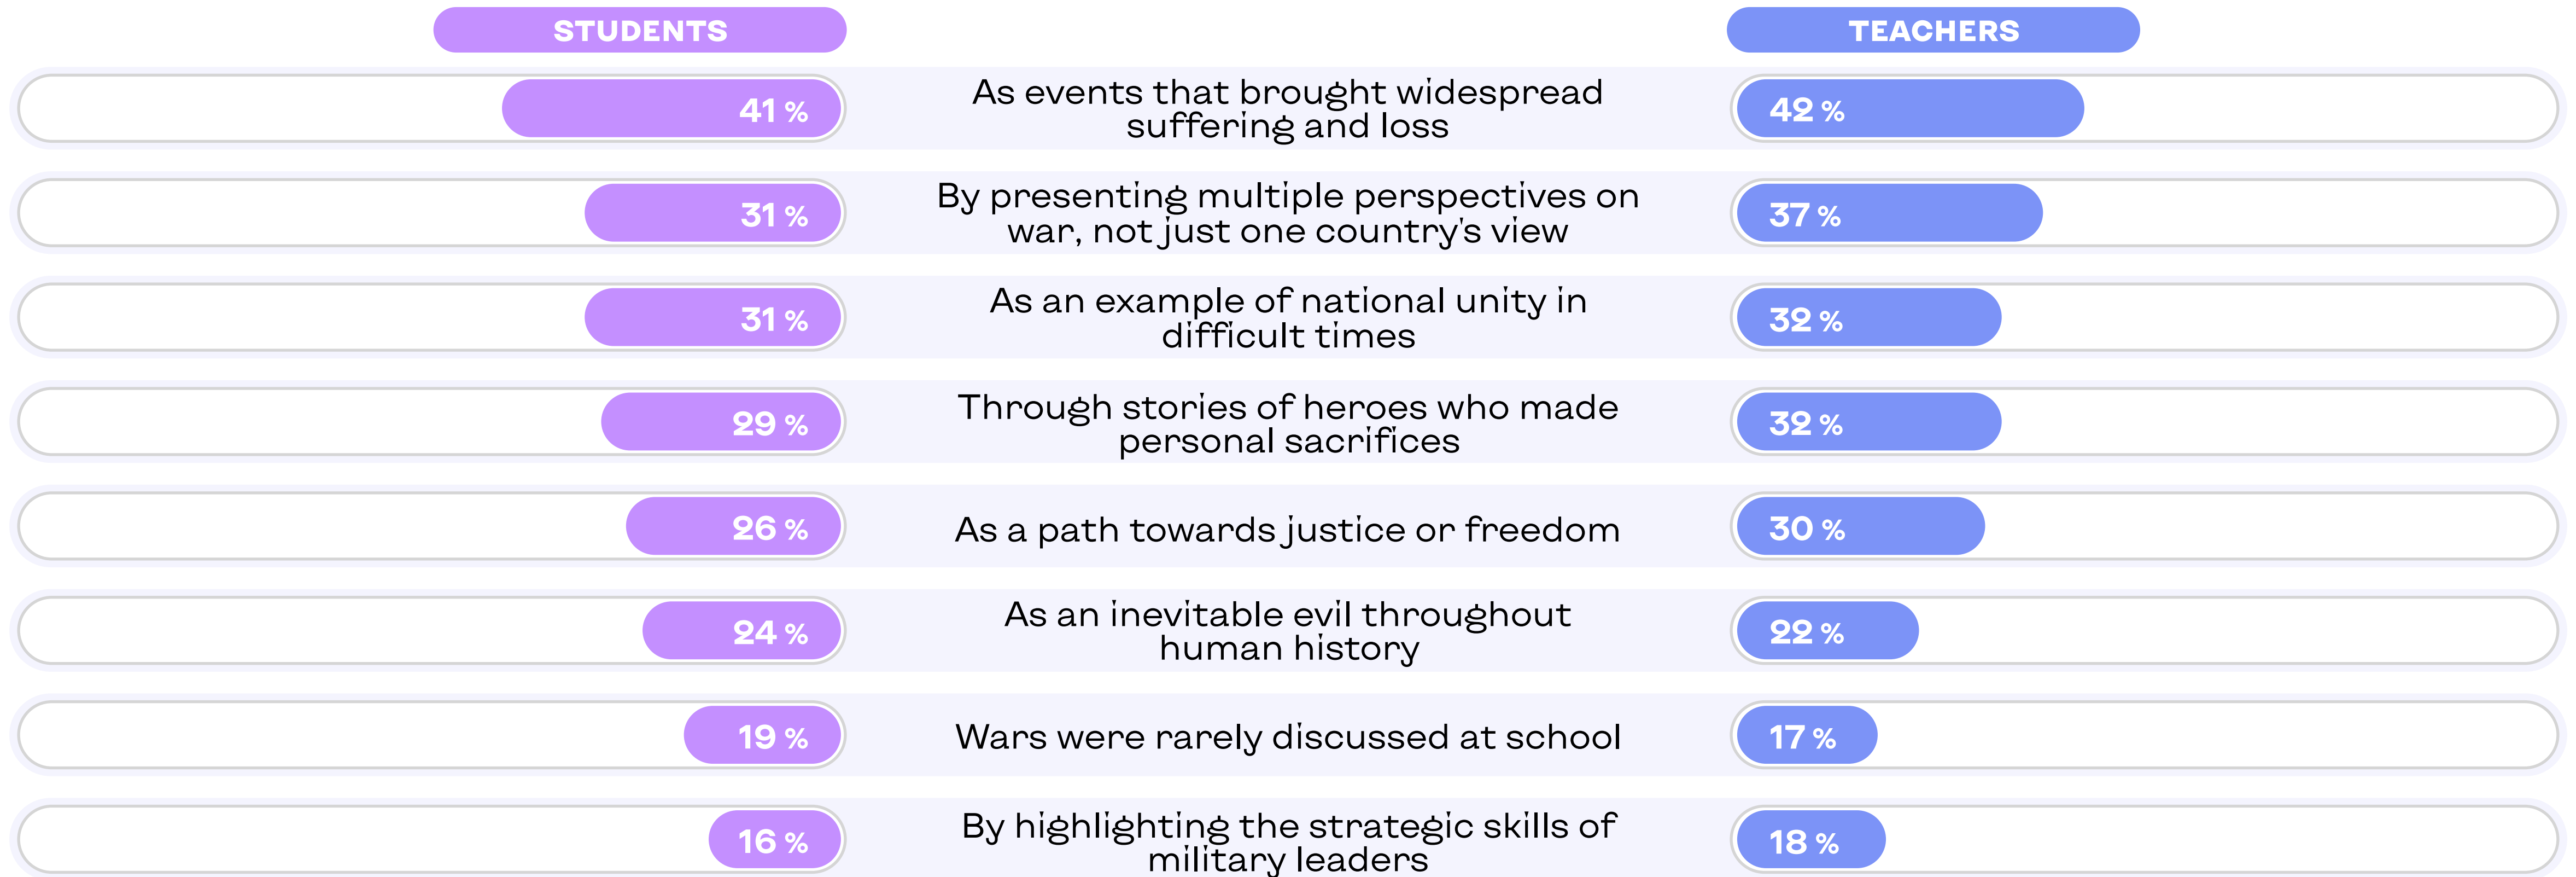 STUDENTS
TEACHERS
41 %
As events that brought widespread
suffering and loss
42 %
31 %
By presenting multiple perspectives on
war, not just one country's view
37 %
31 %
As an example of national unity in
difficult times
32 %
29 %
Through stories of heroes who made
personal sacrifices
32 %
26 %
As a path towards justice or freedom
30 %
24 %
As an inevitable evil throughout
human history
22 %
19 %
Wars were rarely discussed at school
17 %
16 %
By highlighting the strategic skills of
military leaders
18 %